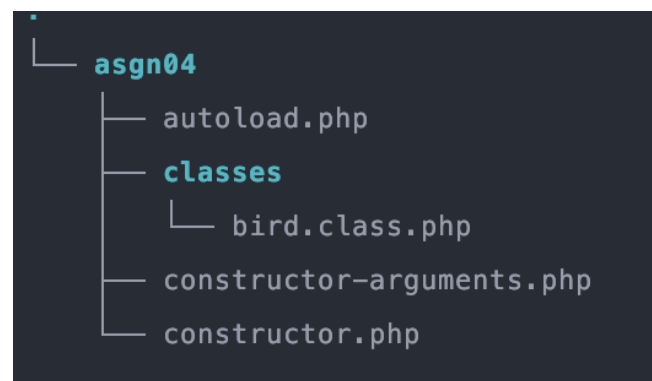 .
└── asgn04
    ├── autoload.php
    ├── classes
    │   └── bird.class.php
    ├── constructor-arguments.php
    └── constructor.php